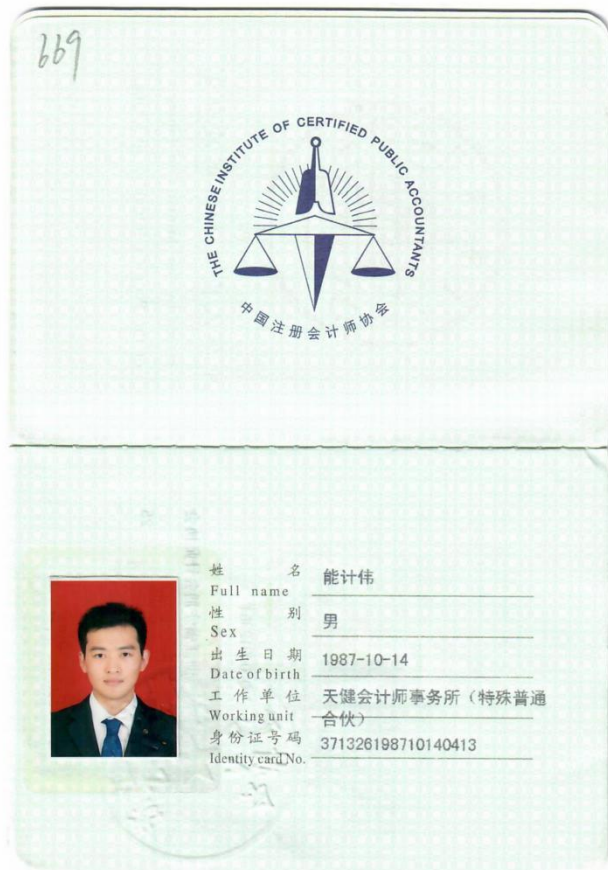 669
THE CHINESE INSTITUTE OF CERTIFIED PUBLIC ACCOUNTANTS
中国注册会计师协会
姓 名 能计伟
Full name
性 别 男
Sex
出生日期 1987-10-14
Date of birth
工作单位 天健会计师事务所（特殊普通
Working unit 合伙）
身份证号码 371326198710140413
Identity card No.